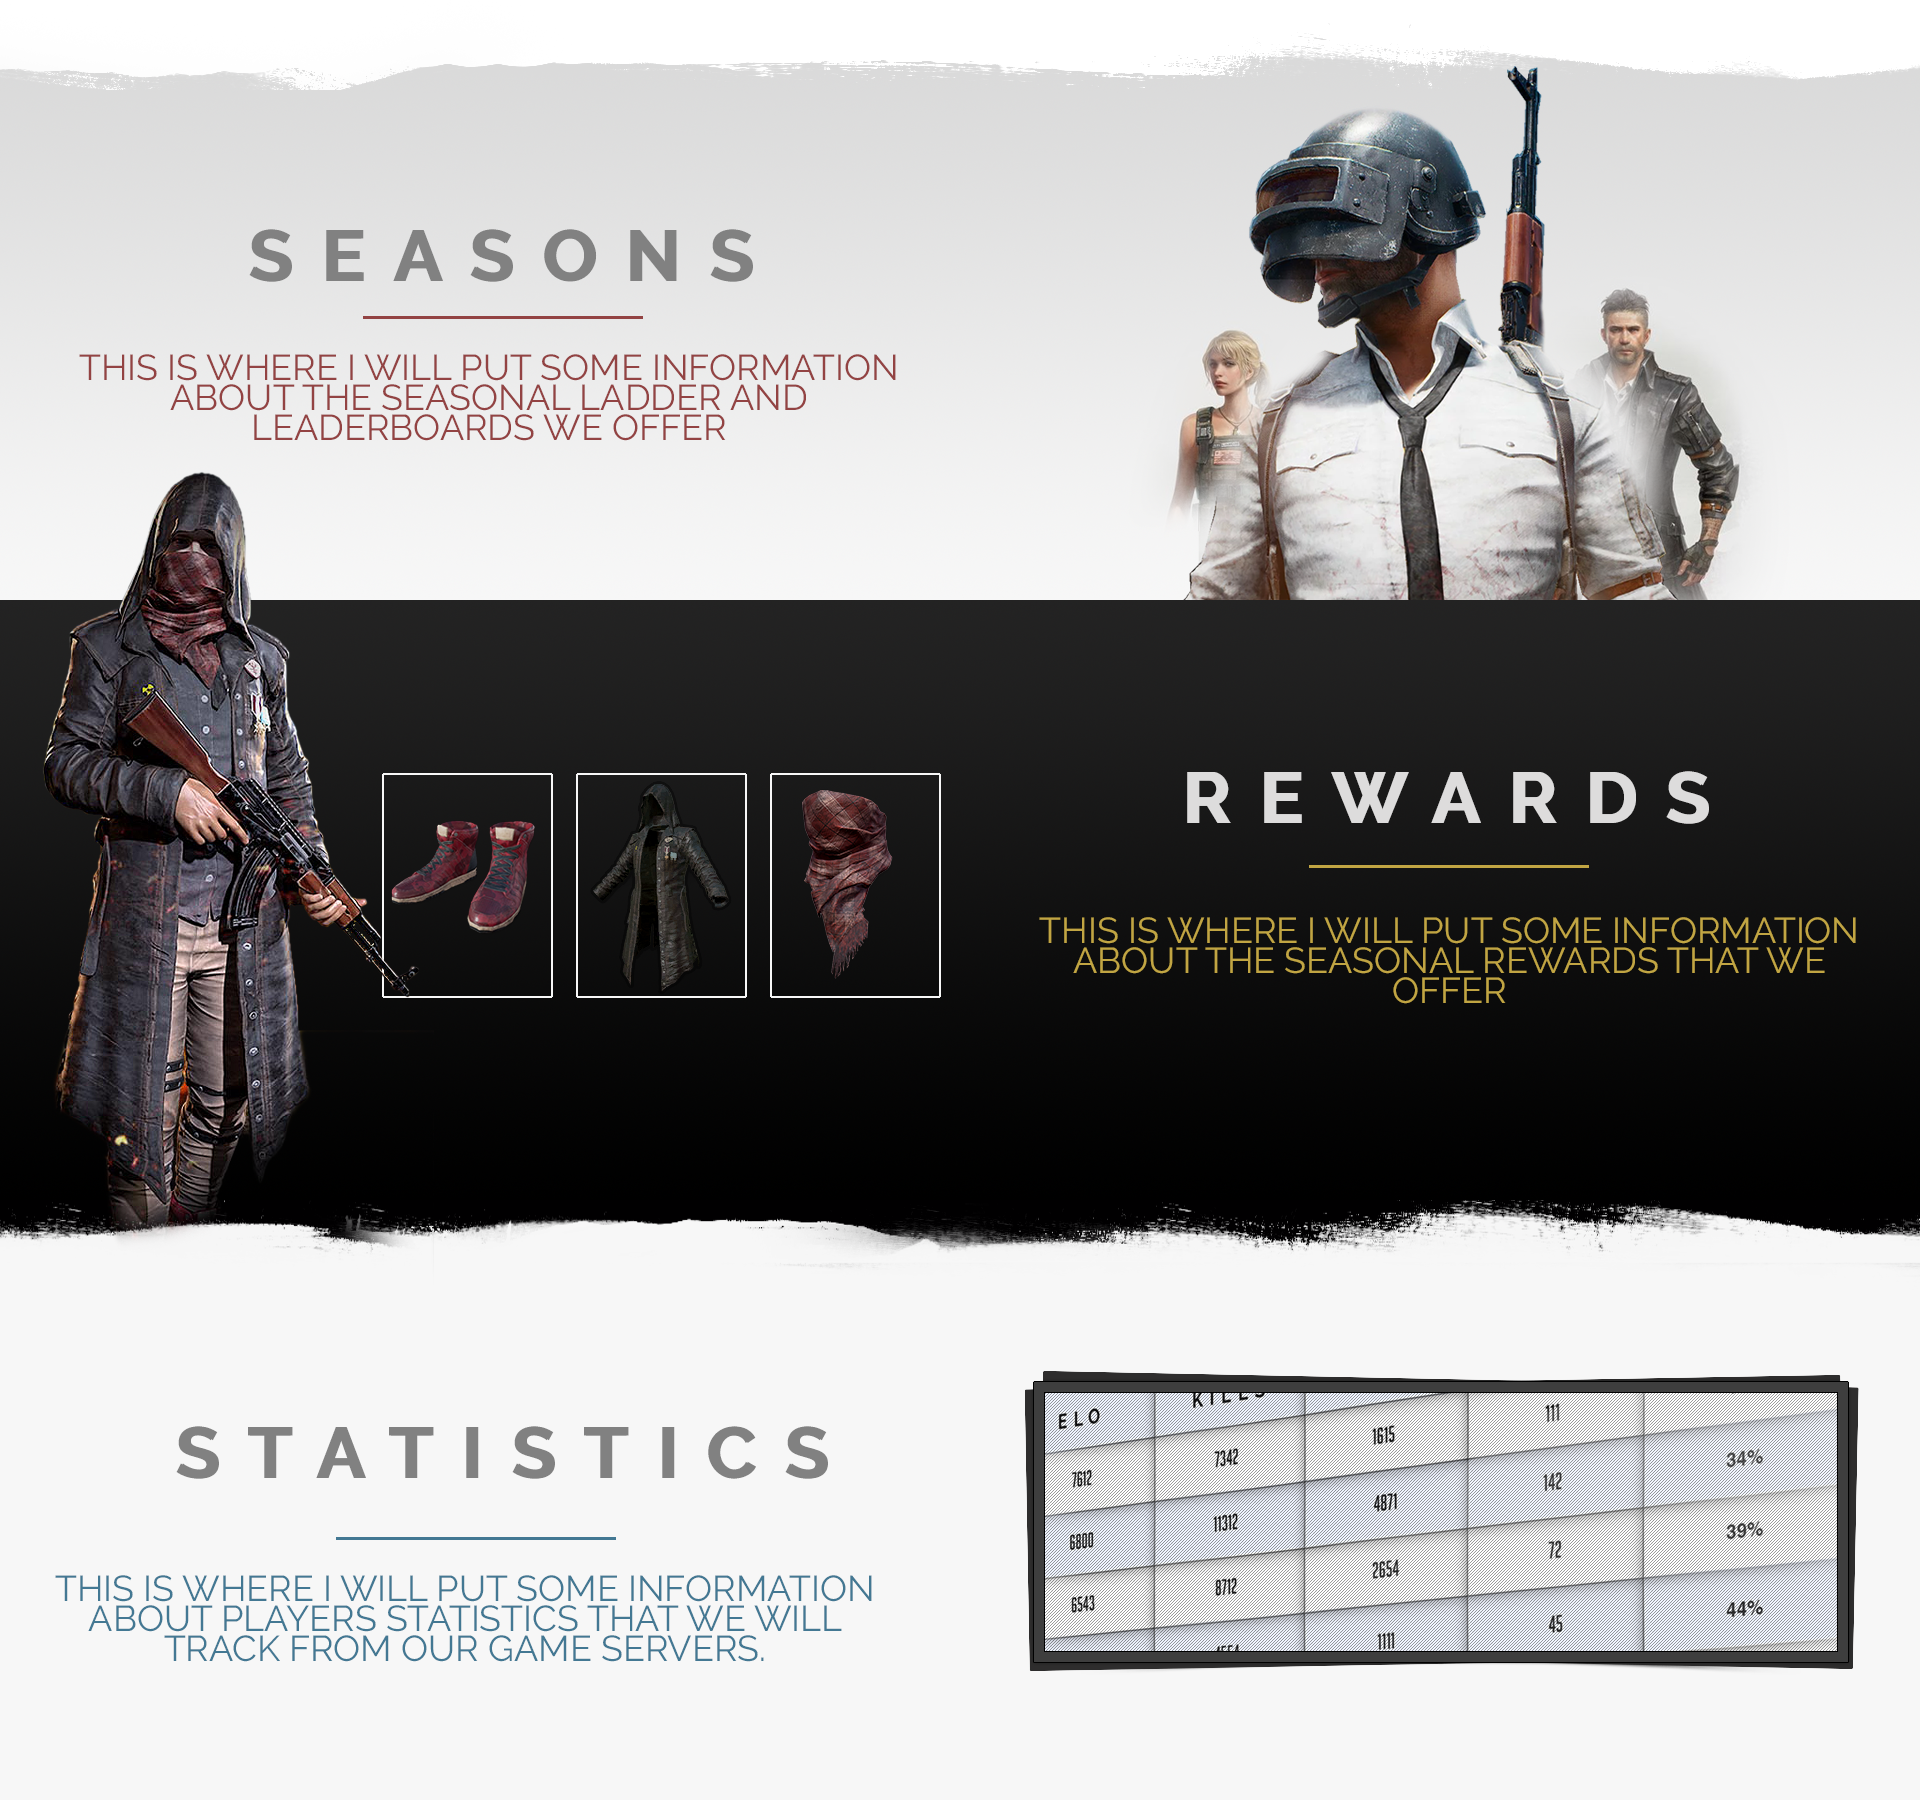 SEASONS
THIS IS WHERE I WILL PUT SOME INFORMATION
ABOUT THE SEASONAL LADDER AND
LEADERBOARDS WE OFFER
REWARDS
THIS IS WHERE I WILL PUT SOME INFORMATION
ABOUT THE SEASONAL REWARDS THAT WE
OFFER
STATISTICS
THIS IS WHERE I WILL PUT SOME INFORMATION
ABOUT PLAYERS STATISTICS THAT WE WILL
TRACK FROM OUR GAME SERVERS.
ELO KILLS
7612 7342 1615 111
6800 11312 4871 142 34%
6543 8712 2654 72 39%
1111 45 44%